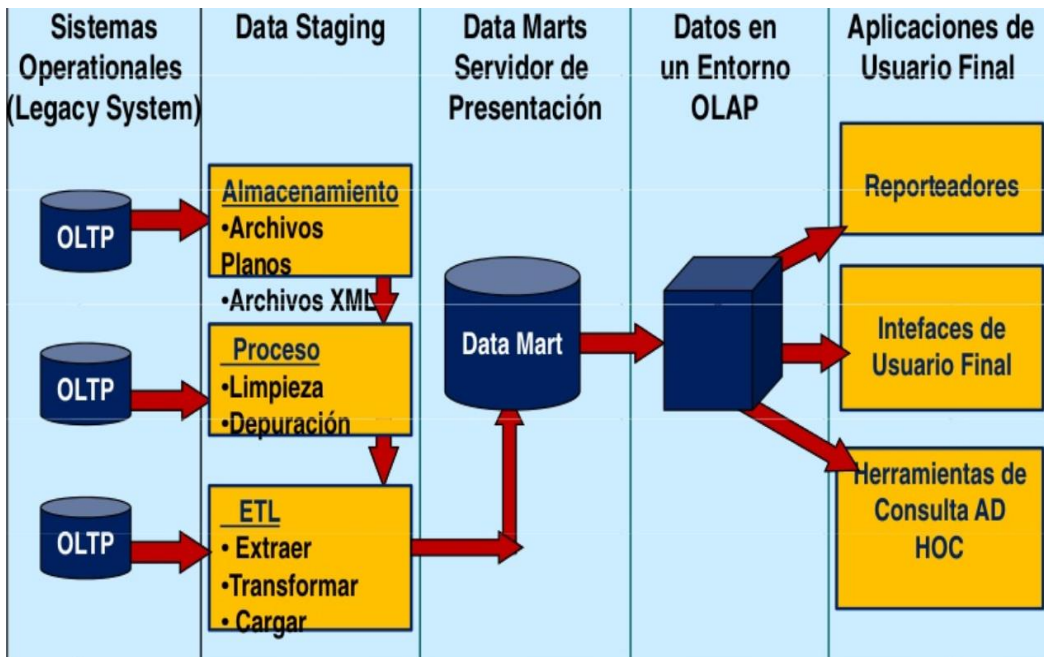 Sistemas
Operationales
(Legacy System)
Data Staging
Data Marts
Servidor de
Presentación
Datos en
un Entorno
OLAP
Aplicaciones de
Usuario Final
OLTP
OLTP
OLTP
Almacenamiento
•Archivos
Planos
•Archivos XML
Proceso
•Limpieza
•Depuración
ETL
• Extraer
•Transformar
• Cargar
Data Mart
Reporteadores
Intefaces de
Usuario Final
Herramientas de
Consulta AD
HOC